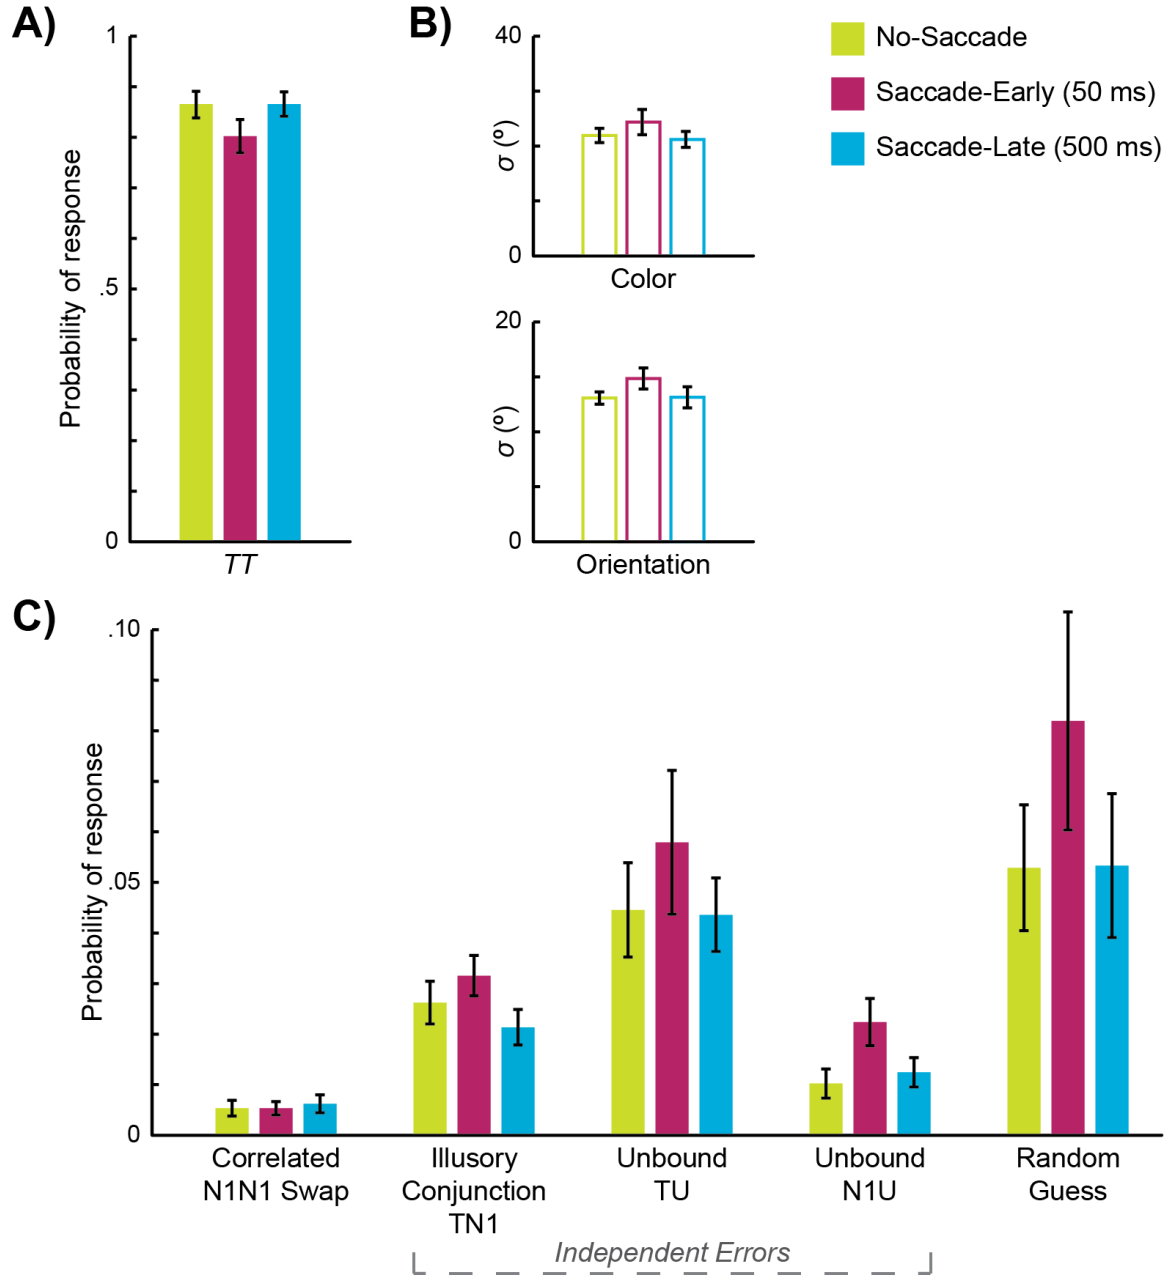 A)
1
.5
0
Probability of response
TT
B)
40
0
σ (º)
Color
20
0
σ (º)
Orientation
No-Saccade
Saccade-Early (50 ms)
Saccade-Late (500 ms)
C)
.10
.05
0
Probability of response
Correlated
N1N1 Swap
Illusory
Conjunction
TN1
Unbound
TU
Unbound
N1U
Random
Guess
Independent Errors